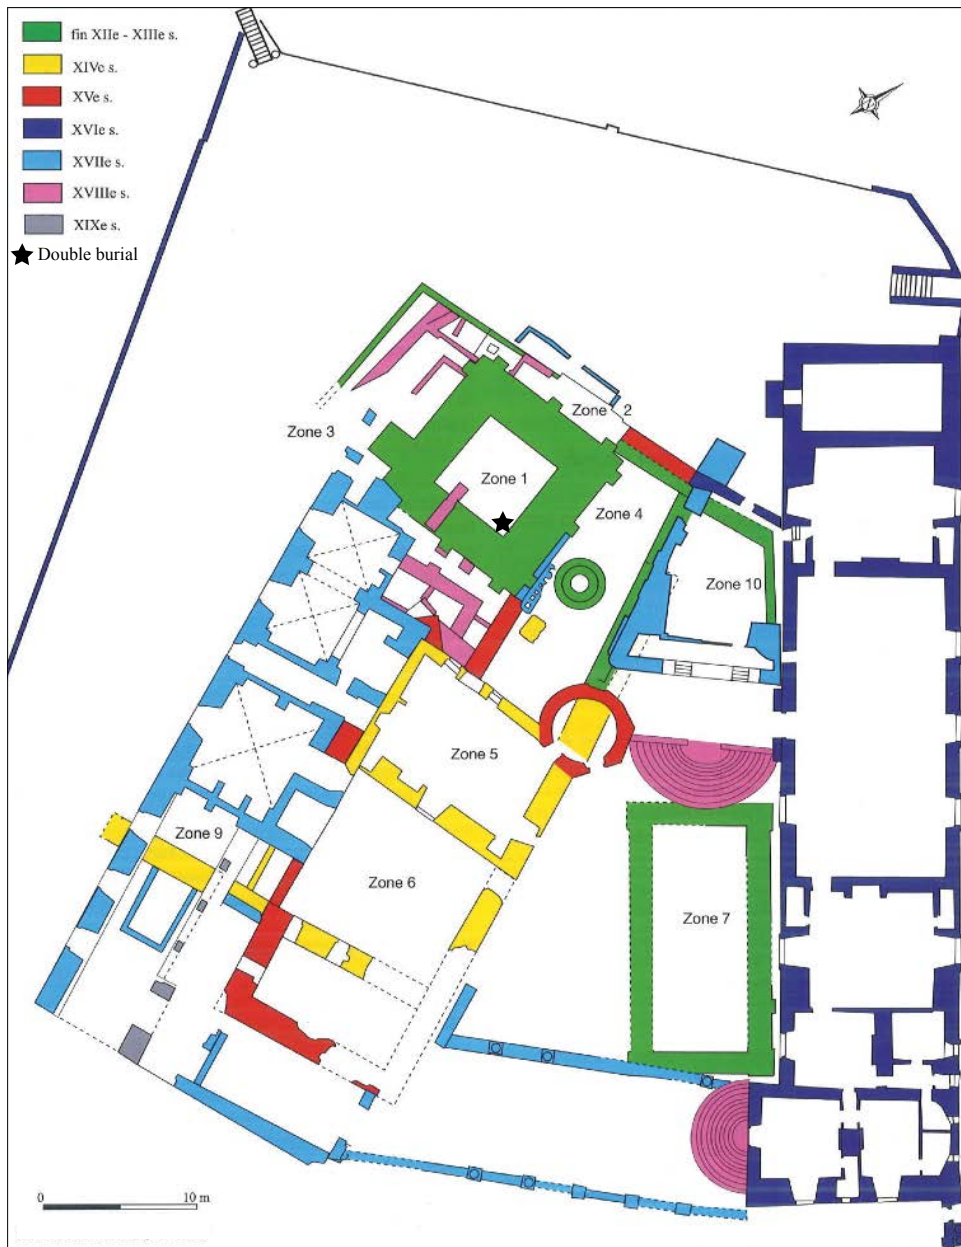 fin XIIe - XIIIe s.
XIVe s.
XVe s.
XVIe s.
XVIIe s.
XVIIIe s.
XIXe s.
Double burial
Zone 2
Zone 3
Zone 1
Zone 4
Zone 10
Zone 5
Zone 9
Zone 6
Zone 7
0 10 m